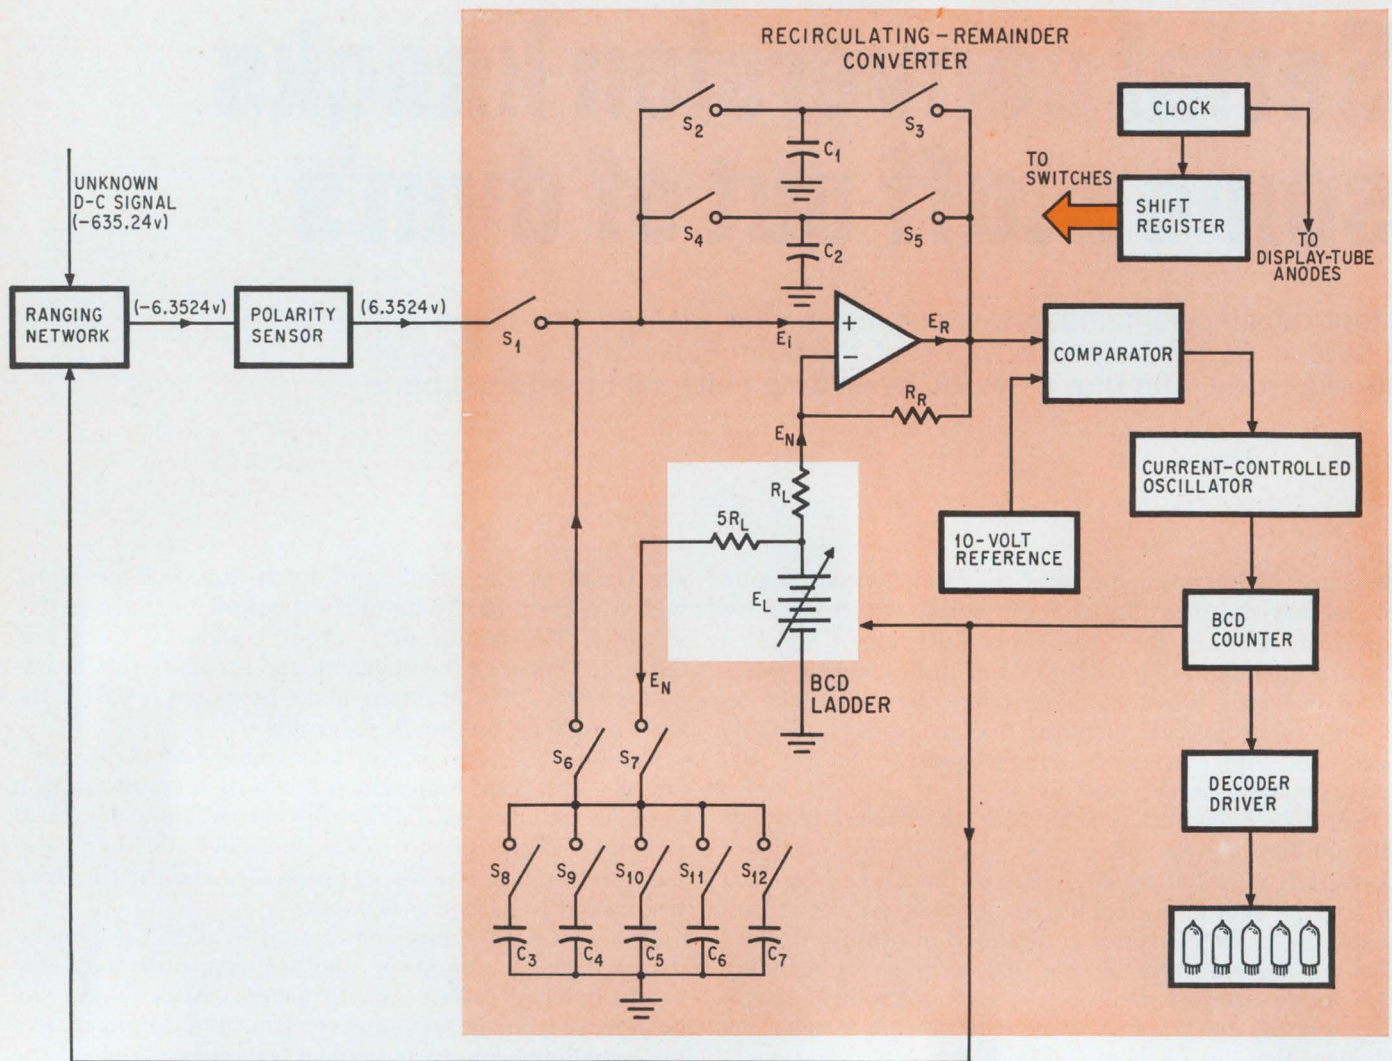 RECIRCULATING-REMAINDER
CONVERTER
UNKNOWN
D-C SIGNAL
(-635.24v)
RANGING
NETWORK
(-6.3524v)
POLARITY
SENSOR
(6.3524v)
S1
S2
S3
C1
S4
S5
C2
CLOCK
TO
SWITCHES
SHIFT
REGISTER
TO
DISPLAY-TUBE
ANODES
Ei
+
−
ER
COMPARATOR
RR
EN
RL
5RL
EL
10-VOLT
REFERENCE
CURRENT-CONTROLLED
OSCILLATOR
BCD
COUNTER
EN
BCD
LADDER
S6
S7
DECODER
DRIVER
S8
S9
S10
S11
S12
C3
C4
C5
C6
C7